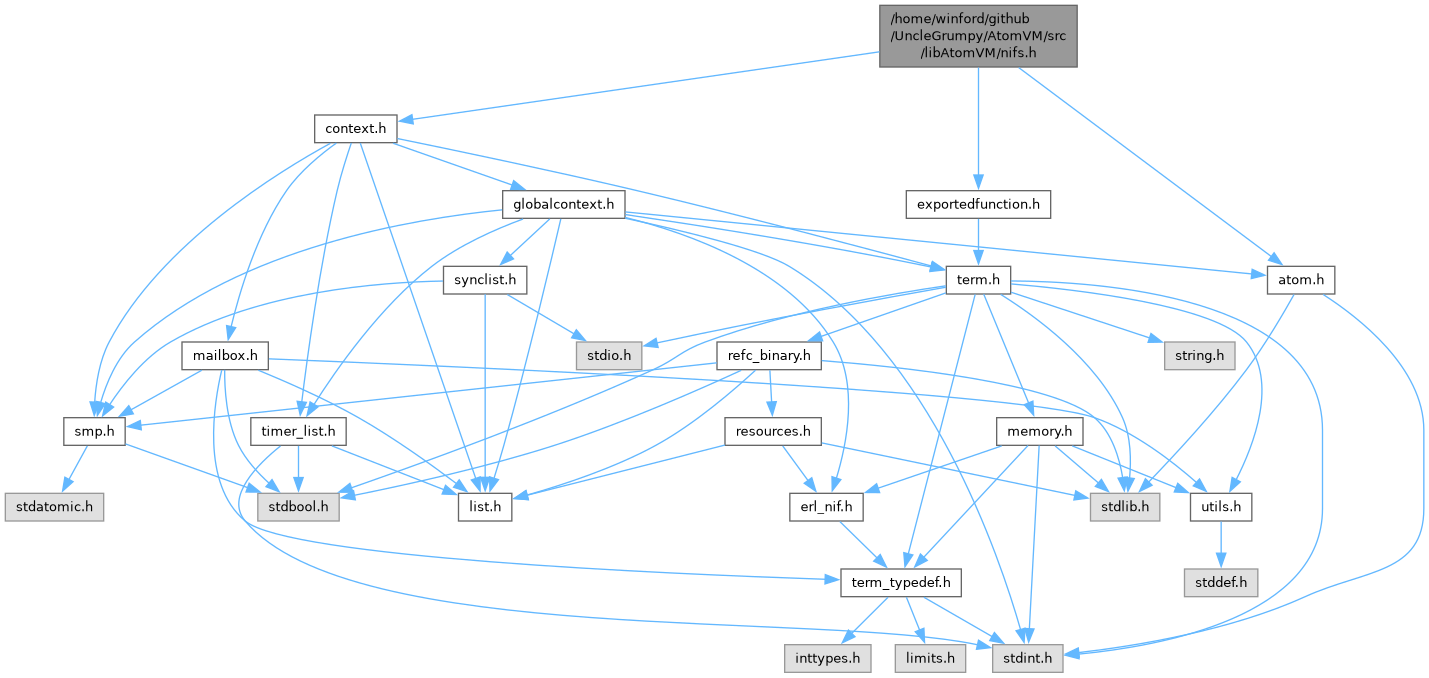 /home/winford/github
/UncleGrumpy/AtomVM/src
/libAtomVM/nifs.h
context.h
globalcontext.h
exportedfunction.h
synclist.h
term.h
atom.h
mailbox.h
stdio.h
refc_binary.h
string.h
smp.h
timer_list.h
resources.h
memory.h
stdatomic.h
stdbool.h
list.h
erl_nif.h
stdlib.h
utils.h
term_typedef.h
stddef.h
inttypes.h
limits.h
stdint.h